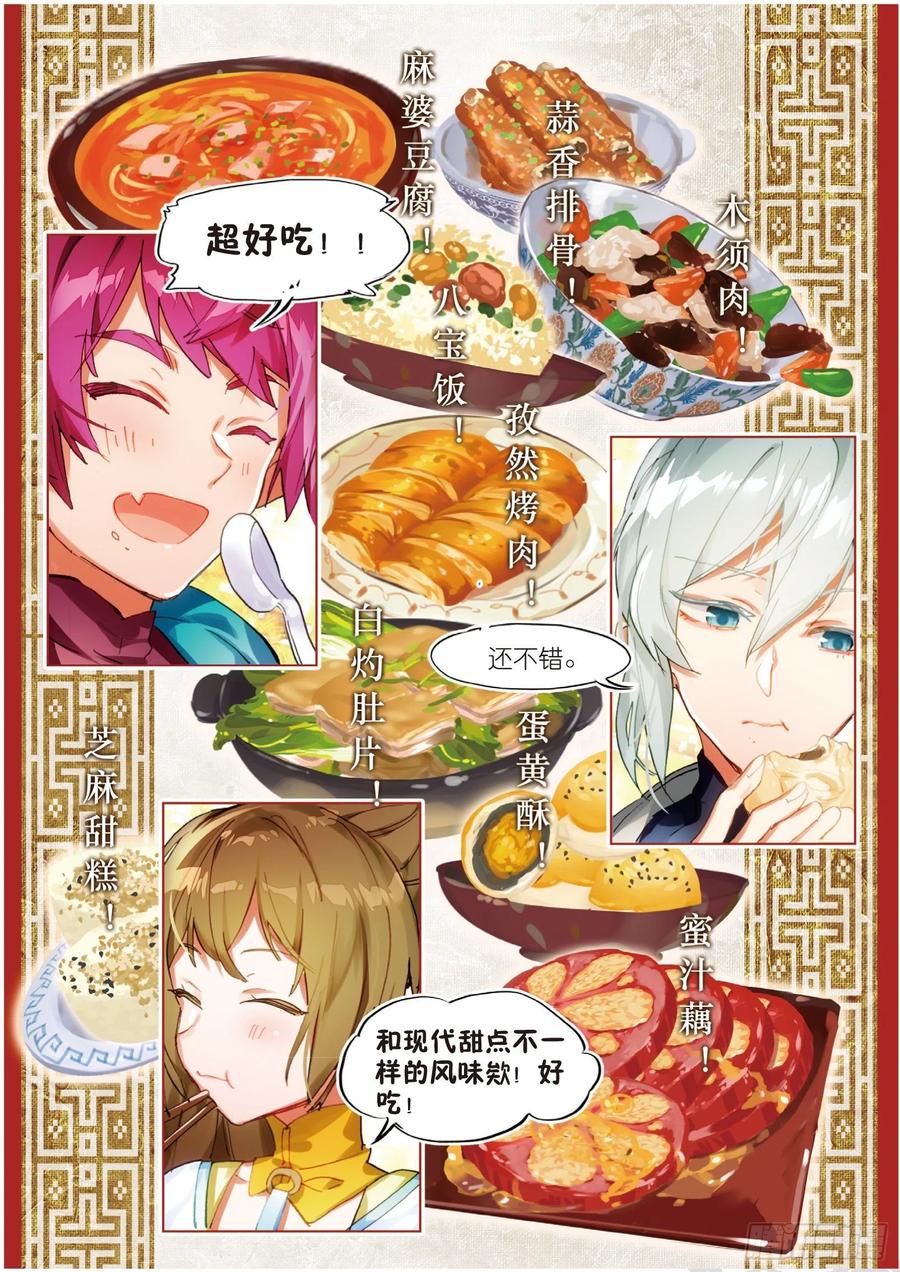 麻婆豆腐！
蒜香排骨！
木须肉！
超好吃！！
八宝饭！
孜然烤肉！
白灼肚片！
还不错。
蛋黄酥！
芝麻甜糕！
蜜汁藕！
和现代甜点不一
样的风味欸！好
吃！